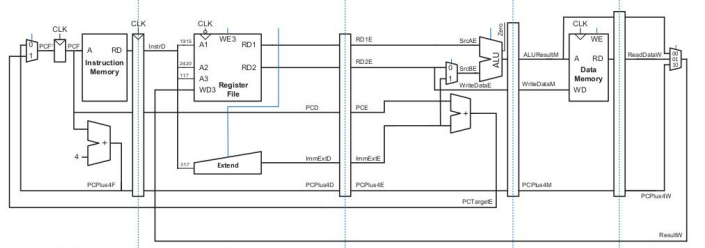 CLK
CLK
CLK
CLK
CLK
0
1
PCF'
PCF
A
RD
Instruction
Memory
InstrD
19:15
A1
WE3
RD1
24:20
A2
RD2
11:7
A3
WD3
Register
File
RD1E
RD2E
SrcAE
0
1
SrcBE
ALU
Zero
WriteDataE
ALUResultM
WriteDataM
WE
A
RD
Data
Memory
WD
ReadDataW
00
01
10
PCD
PCE
+
4
+
31:7
Extend
ImmExtD
ImmExtE
PCPlus4F
PCPlus4D
PCPlus4E
PCPlus4M
PCPlus4W
PCTargetE
ResultW